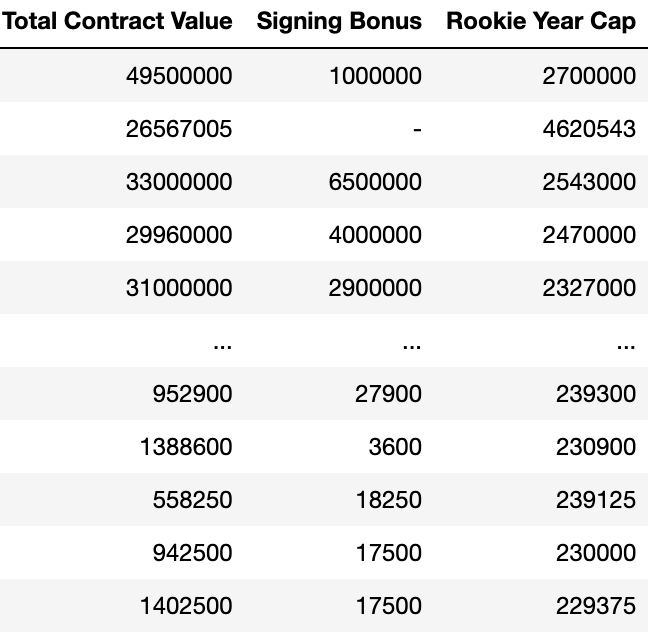 Total Contract Value Signing Bonus Rookie Year Cap
49500000 1000000 2700000
26567005 - 4620543
33000000 6500000 2543000
29960000 4000000 2470000
31000000 2900000 2327000
... ... ...
952900 27900 239300
1388600 3600 230900
558250 18250 239125
942500 17500 230000
1402500 17500 229375